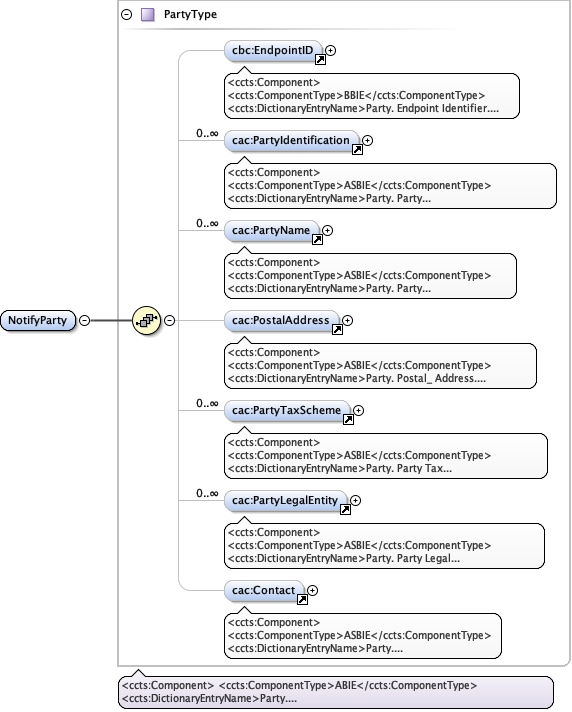 PartyType
cbc:EndpointID
<ccts:Component>
<ccts:ComponentType>BBIE</ccts:ComponentType>
<ccts:DictionaryEntryName>Party. Endpoint Identifier....
0..∞
cac:PartyIdentification
<ccts:Component>
<ccts:ComponentType>ASBIE</ccts:ComponentType>
<ccts:DictionaryEntryName>Party. Party...
0..∞
cac:PartyName
<ccts:Component>
<ccts:ComponentType>ASBIE</ccts:ComponentType>
<ccts:DictionaryEntryName>Party. Party...
NotifyParty
cac:PostalAddress
<ccts:Component>
<ccts:ComponentType>ASBIE</ccts:ComponentType>
<ccts:DictionaryEntryName>Party. Postal_ Address....
0..∞
cac:PartyTaxScheme
<ccts:Component>
<ccts:ComponentType>ASBIE</ccts:ComponentType>
<ccts:DictionaryEntryName>Party. Party Tax...
0..∞
cac:PartyLegalEntity
<ccts:Component>
<ccts:ComponentType>ASBIE</ccts:ComponentType>
<ccts:DictionaryEntryName>Party. Party Legal...
cac:Contact
<ccts:Component>
<ccts:ComponentType>ASBIE</ccts:ComponentType>
<ccts:DictionaryEntryName>Party....
<ccts:Component> <ccts:ComponentType>ABIE</ccts:ComponentType>
<ccts:DictionaryEntryName>Party....